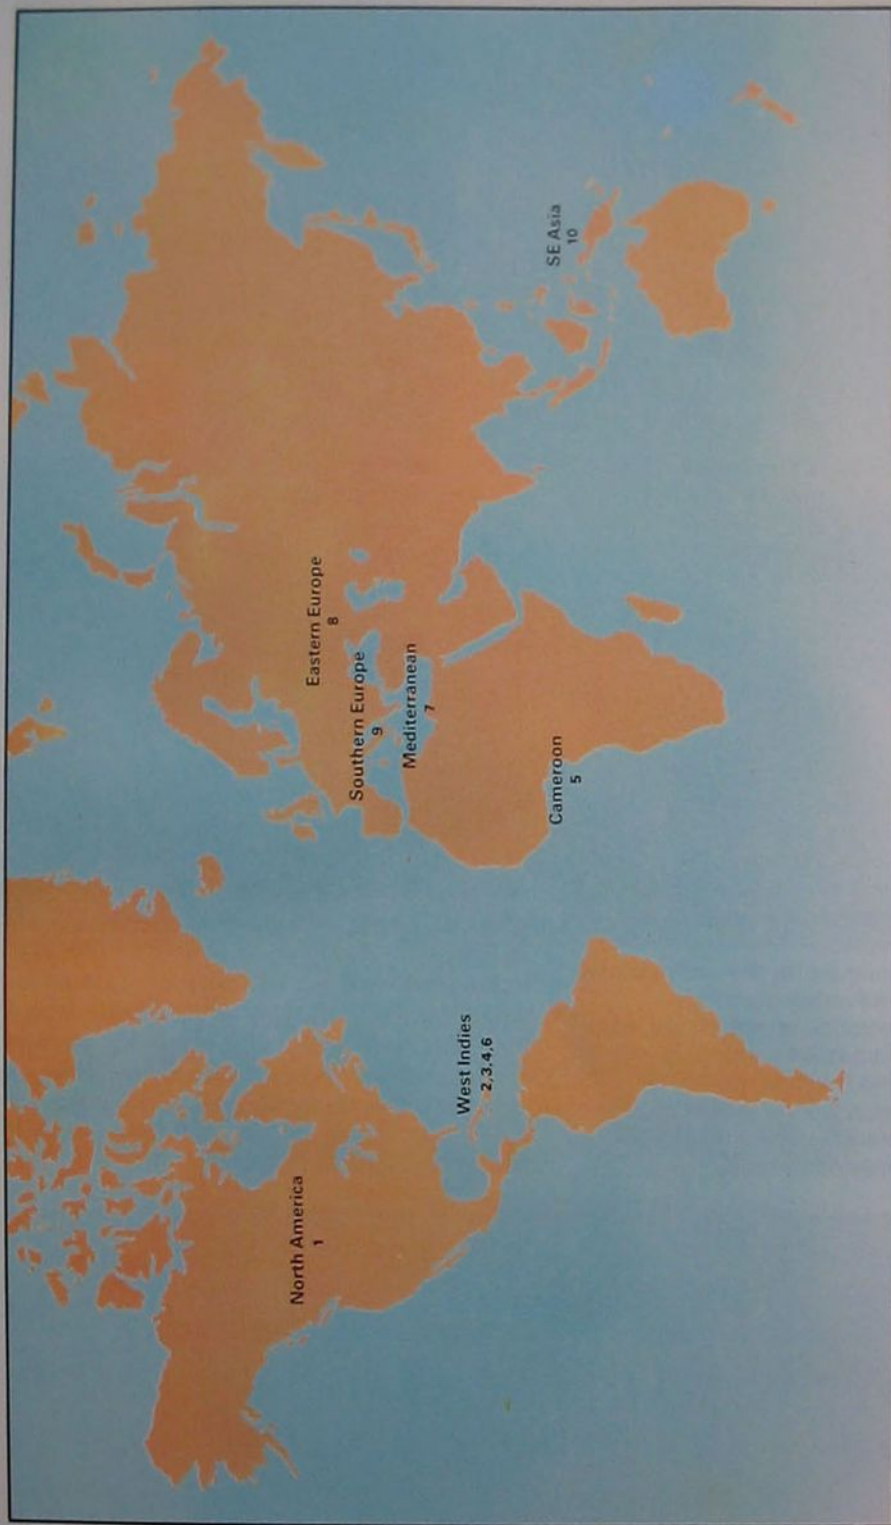 North America
1
West Indies
2,3,4,6
Eastern Europe
8
Southern Europe
9
Mediterranean
7
Cameroon
5
SE Asia
10